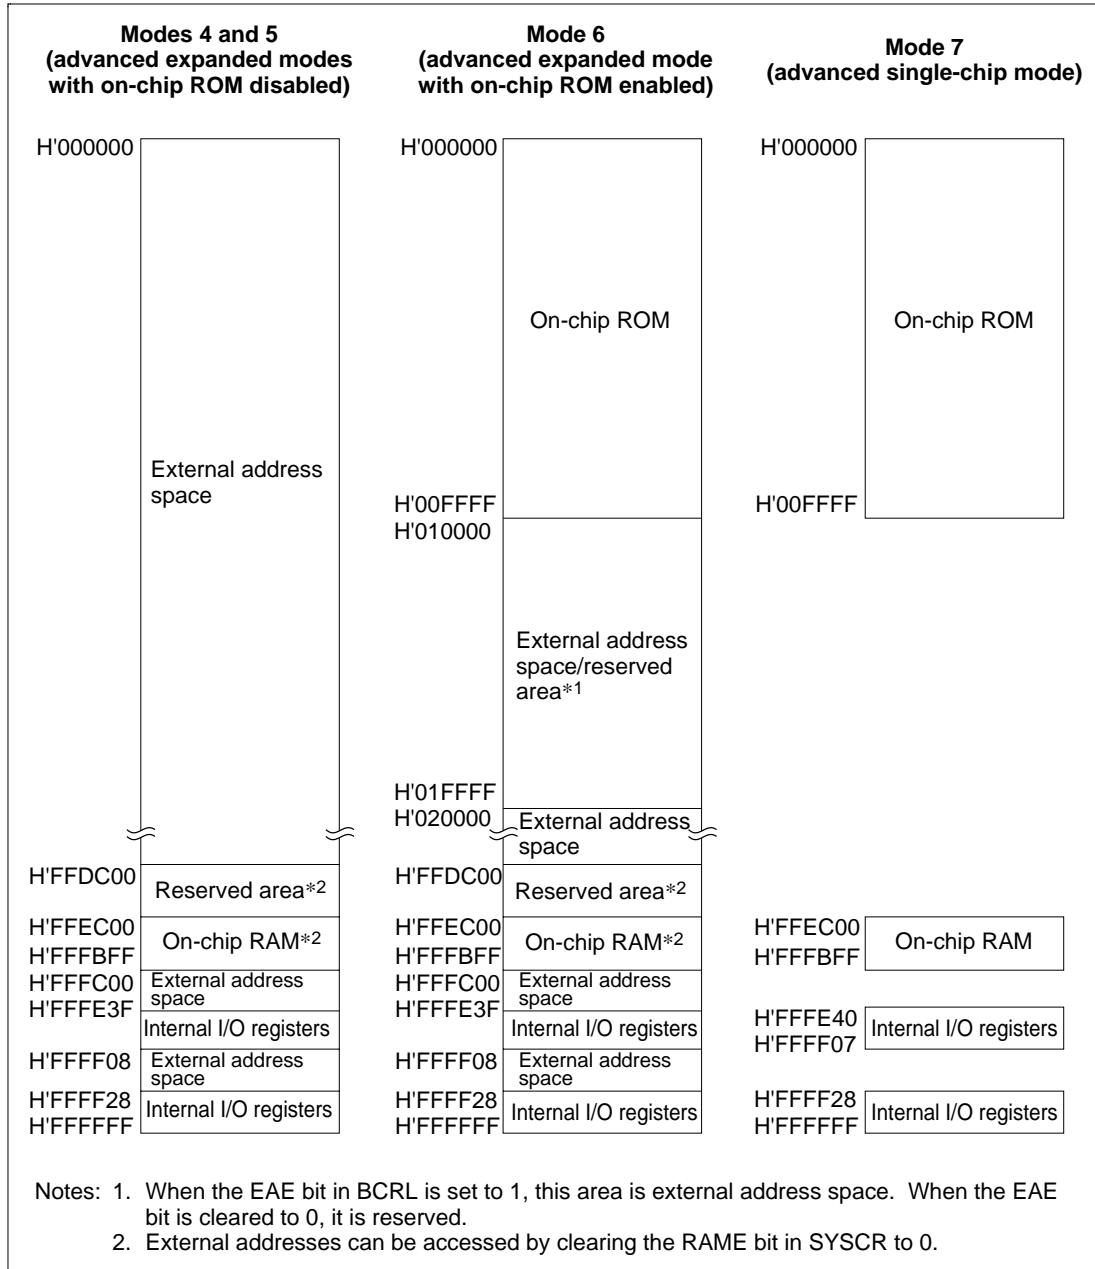 Modes 4 and 5
(advanced expanded modes
with on-chip ROM disabled)
H'000000
External address
space
H'FFDC00
Reserved area*2
H'FFEC00
On-chip RAM*2
H'FFFBFF
H'FFFC00
External address
space
H'FFFE3F
Internal I/O registers
H'FFFF08
External address
space
H'FFFF28
Internal I/O registers
H'FFFFFF
Mode 6
(advanced expanded mode
with on-chip ROM enabled)
H'000000
On-chip ROM
H'00FFFF
H'010000
External address
space/reserved
area*1
H'01FFFF
H'020000
External address
space
H'FFDC00
Reserved area*2
H'FFEC00
On-chip RAM*2
H'FFFBFF
H'FFFC00
External address
space
H'FFFE3F
Internal I/O registers
H'FFFF08
External address
space
H'FFFF28
Internal I/O registers
H'FFFFFF
Mode 7
(advanced single-chip mode)
H'000000
On-chip ROM
H'00FFFF
H'FFEC00
On-chip RAM
H'FFFBFF
H'FFFE40
Internal I/O registers
H'FFFF07
H'FFFF28
Internal I/O registers
H'FFFFFF
Notes: 1. When the EAE bit in BCRL is set to 1, this area is external address space. When the EAE
bit is cleared to 0, it is reserved.
2. External addresses can be accessed by clearing the RAME bit in SYSCR to 0.